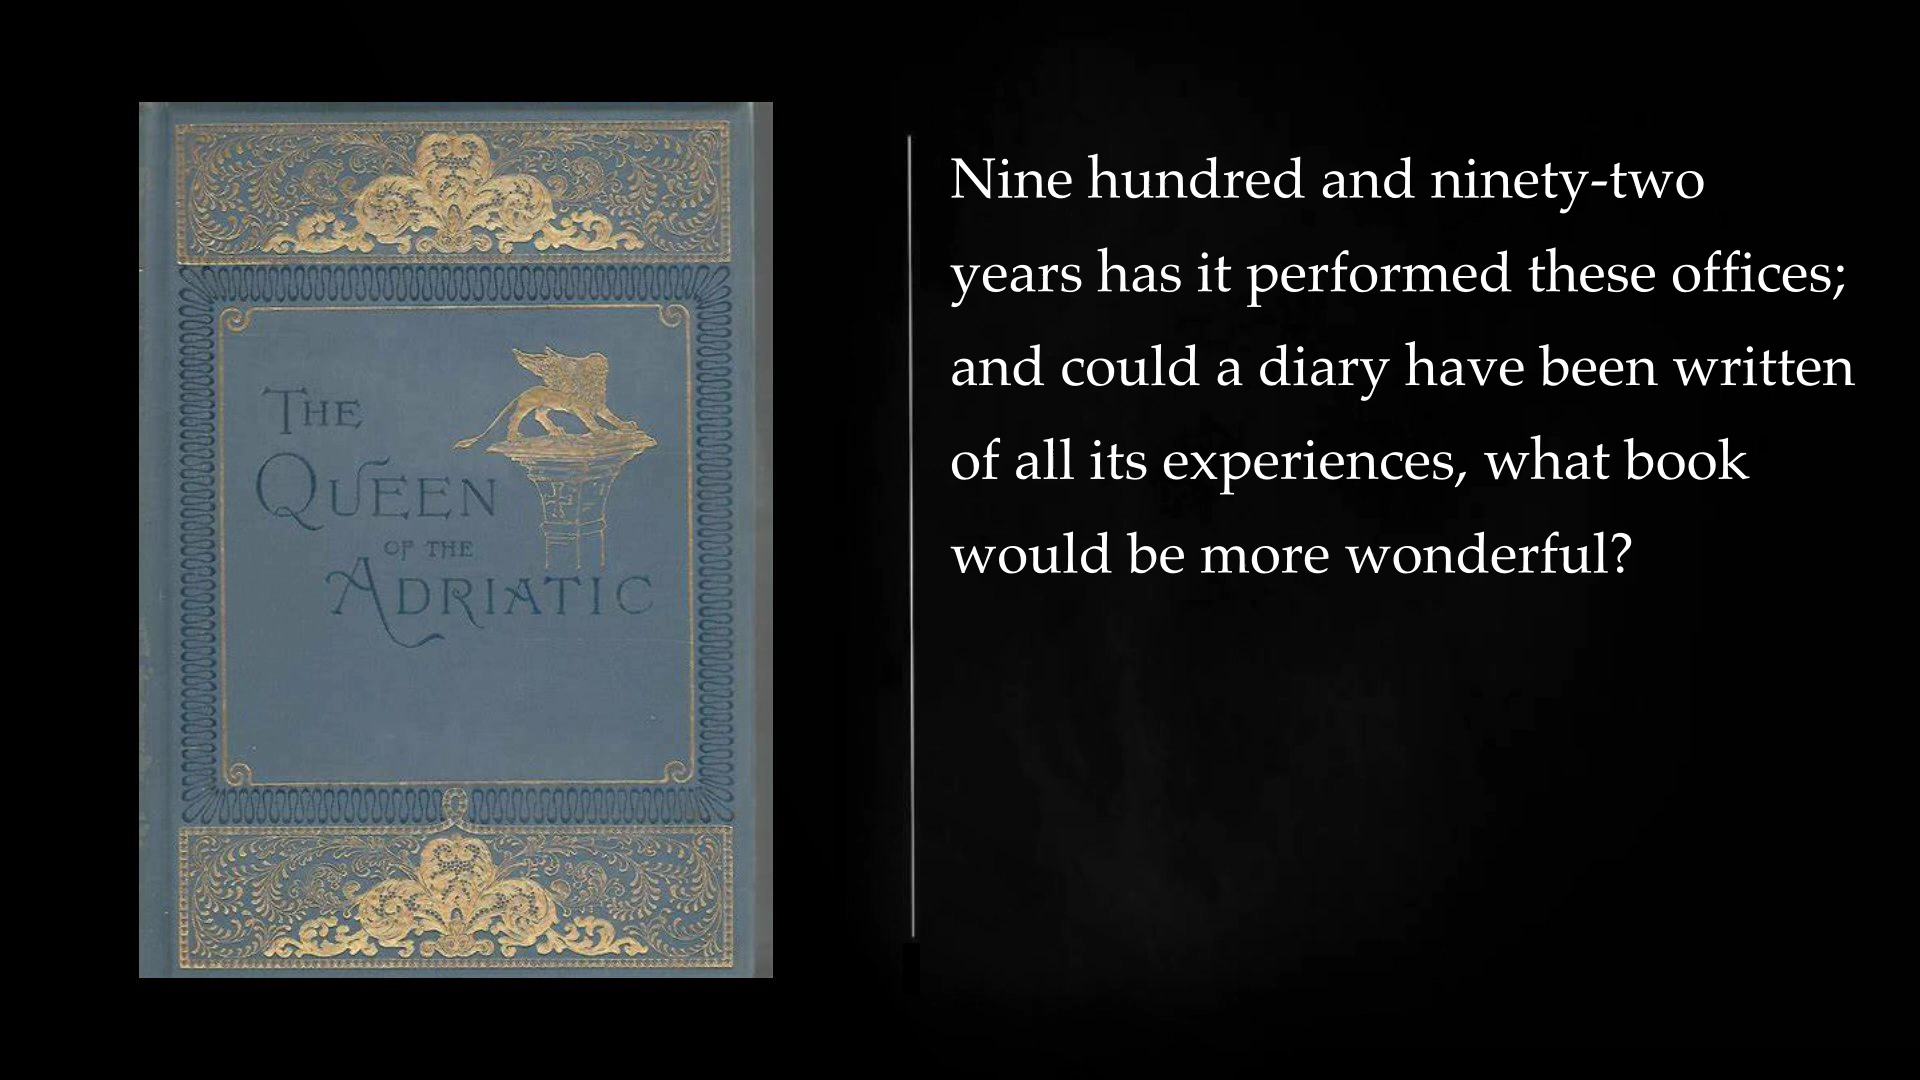 THE
QUEEN
OF THE
ADRIATIC
Nine hundred and ninety-two
years has it performed these offices;
and could a diary have been written
of all its experiences, what book
would be more wonderful?